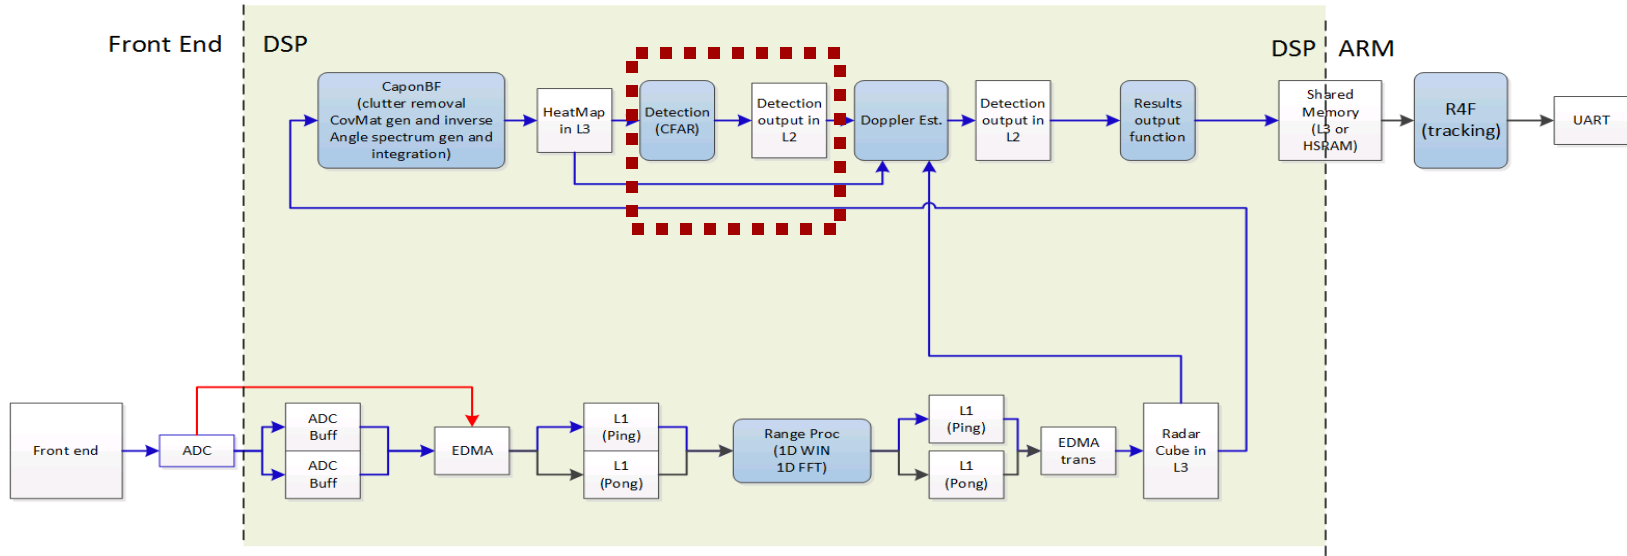 Front End
DSP
DSP
ARM
CaponBF
(clutter removal
CovMat gen and inverse
Angle spectrum gen and
integration)
HeatMap
in L3
Detection
(CFAR)
Detection
output in
L2
Doppler Est.
Detection
output in
L2
Results
output
function
Shared
Memory
(L3 or
HSRAM)
R4F
(tracking)
UART
Front end
ADC
ADC
Buff
ADC
Buff
EDMA
L1
(Ping)
L1
(Pong)
Range Proc
(1D WIN
1D FFT)
L1
(Ping)
L1
(Pong)
EDMA
trans
Radar
Cube in
L3